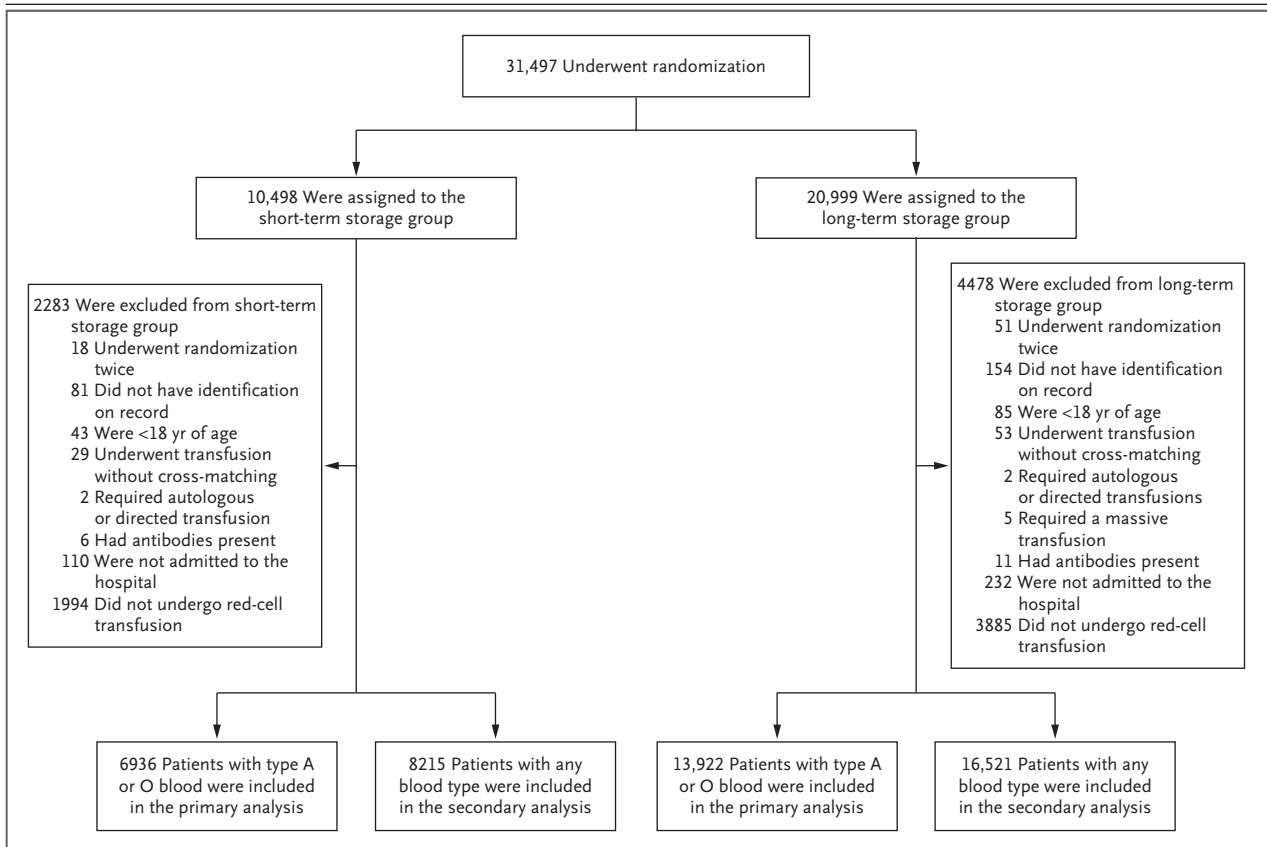 31,497 Underwent randomization
10,498 Were assigned to the
short-term storage group
20,999 Were assigned to the
long-term storage group
2283 Were excluded from short-term
storage group
18 Underwent randomization
twice
81 Did not have identification
on record
43 Were <18 yr of age
29 Underwent transfusion
without cross-matching
2 Required autologous
or directed transfusion
6 Had antibodies present
110 Were not admitted to the
hospital
1994 Did not undergo red-cell
transfusion
4478 Were excluded from long-term
storage group
51 Underwent randomization
twice
154 Did not have identification
on record
85 Were <18 yr of age
53 Underwent transfusion
without cross-matching
2 Required autologous
or directed transfusions
5 Required a massive
transfusion
11 Had antibodies present
232 Were not admitted to the
hospital
3885 Did not undergo red-cell
transfusion
6936 Patients with type A
or O blood were included
in the primary analysis
8215 Patients with any
blood type were included
in the secondary analysis
13,922 Patients with type A
or O blood were included
in the primary analysis
16,521 Patients with any
blood type were included
in the secondary analysis